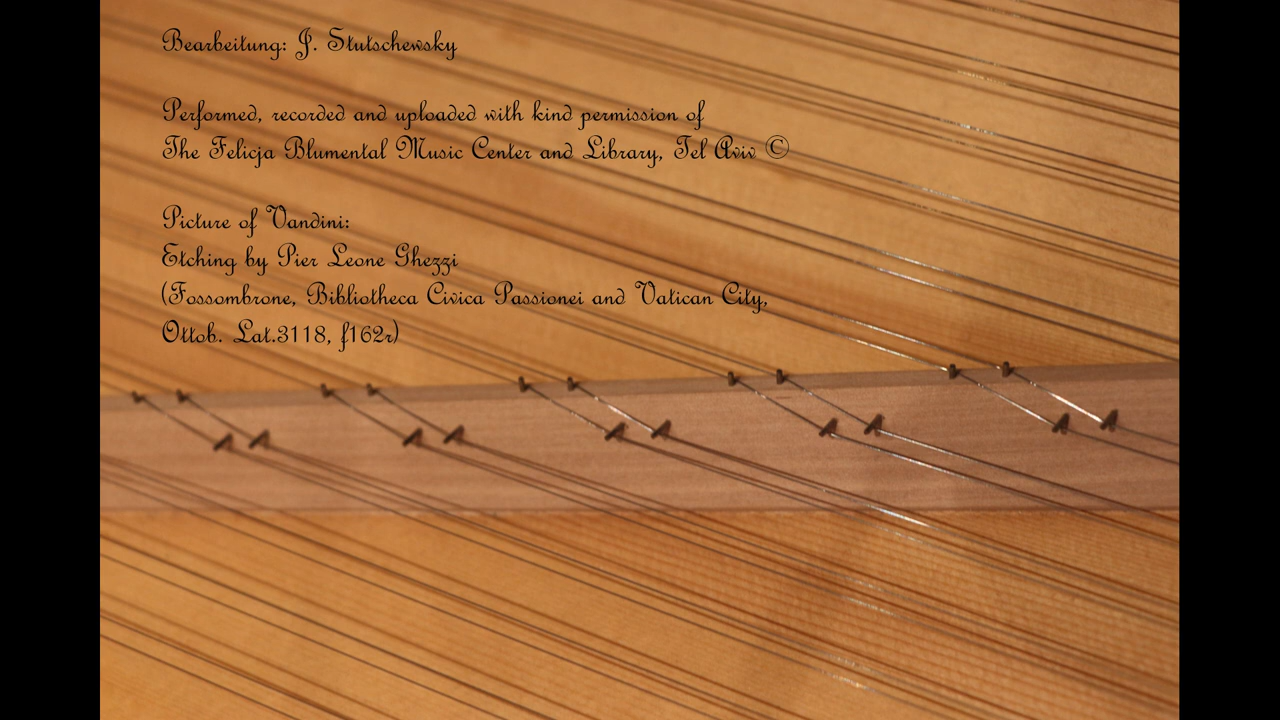 Bearbeitung: J. Stutschewsky
Performed, recorded and uploaded with kind permission of
The Felicja Blumental Music Center and Library, Tel Aviv ©
Picture of Vandini:
Etching by Pier Leone Ghezzi
(Fossombrone, Bibliotheca Civica Passionei and Vatican City,
Ottob. Lat.3118, f162r)